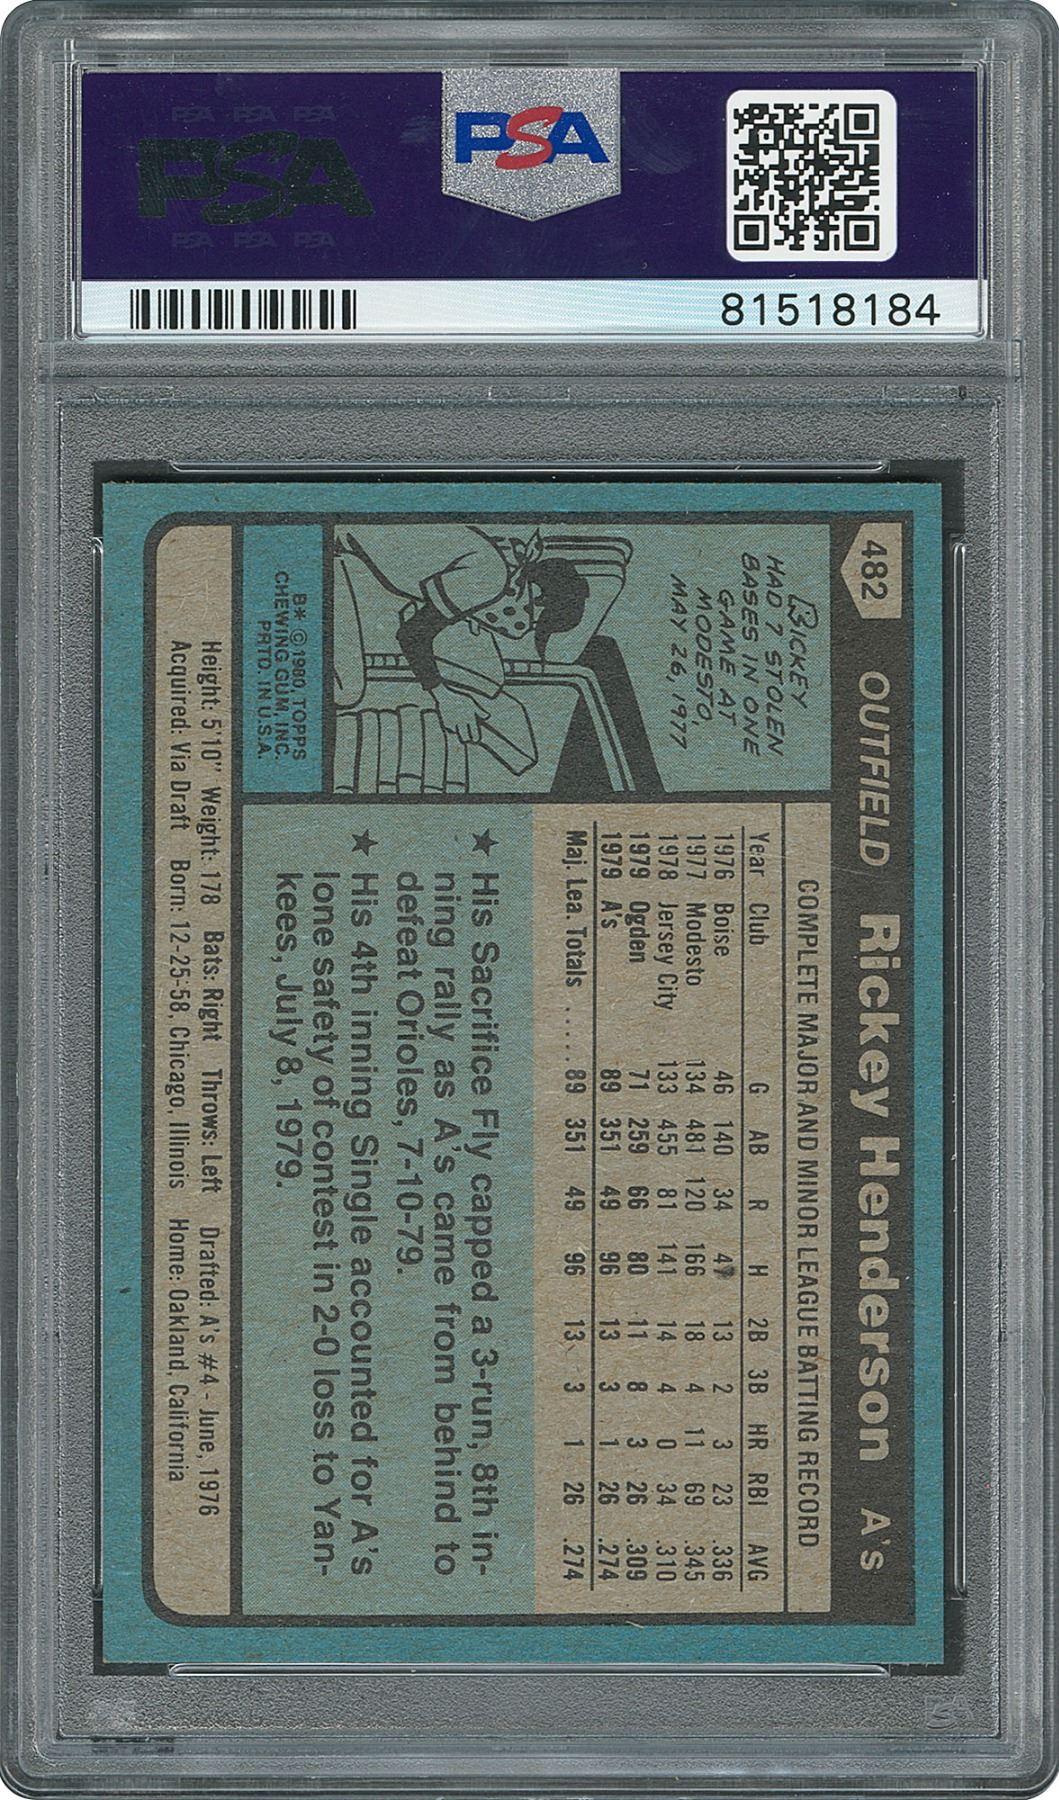 PSA PSA PSA
PSA
PSA PSA PSA
PSA
81518184
482 OUTFIELD Rickey Henderson A's
RICKEY
HAD 7 STOLEN
BASES IN ONE
GAME AT
MODESTO,
MAY 26, 1977
B* © 1980, TOPPS
CHEWING GUM, INC.
PRTD. IN U.S.A.
COMPLETE MAJOR AND MINOR LEAGUE BATTING RECORD
Year Club G AB R H 2B 3B HR RBI AVG
1976 Boise 46 140 34 47 13 2 3 23 .336
1977 Modesto 134 481 120 166 18 4 11 69 .345
1978 Jersey City 133 455 81 141 14 4 0 34 .310
1979 Ogden 71 259 66 80 11 8 3 26 .309
1979 A's 89 351 49 96 13 3 1 26 .274
Maj. Lea. Totals ..... 89 351 49 96 13 3 1 26 .274
★ His Sacrifice Fly capped a 3-run, 8th in-
ning rally as A's came from behind to
defeat Orioles, 7-10-79.
★ His 4th inning Single accounted for A's
lone safety of contest in 2-0 loss to Yan-
kees, July 8, 1979.
Height: 5'10" Weight: 178 Bats: Right Throws: Left Drafted: A's #4 - June, 1976
Acquired: Via Draft Born: 12-25-58, Chicago, Illinois Home: Oakland, California
PSA